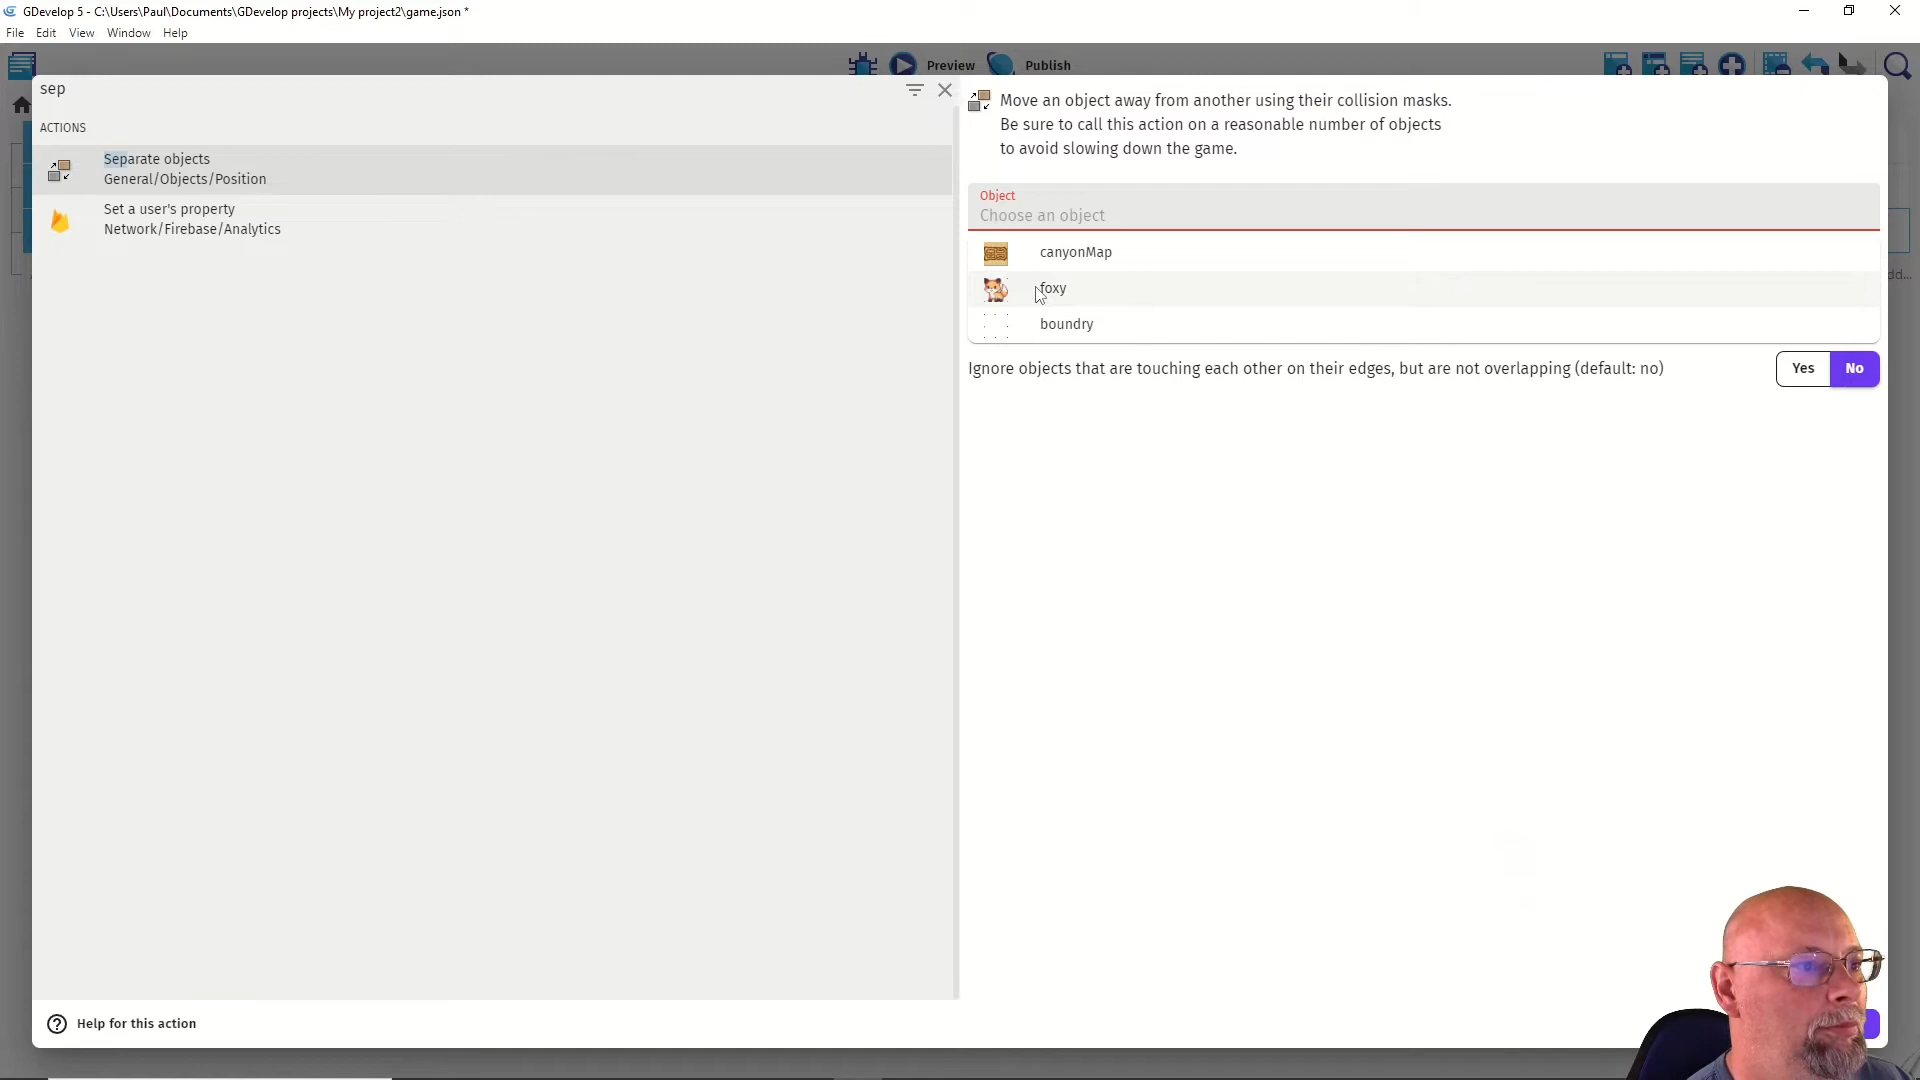 GDevelop 5 - C:\Users\Paul\Documents\GDevelop projects\My project2\game.json *
File Edit View Window Help
Preview Publish
sep
ACTIONS
Separate objects
General/Objects/Position
Set a user's property
Network/Firebase/Analytics
Move an object away from another using their collision masks.
Be sure to call this action on a reasonable number of objects
to avoid slowing down the game.
Object
Choose an object
canyonMap
foxy
boundry
Ignore objects that are touching each other on their edges, but are not overlapping (default: no)
Yes No
dd...
Help for this action